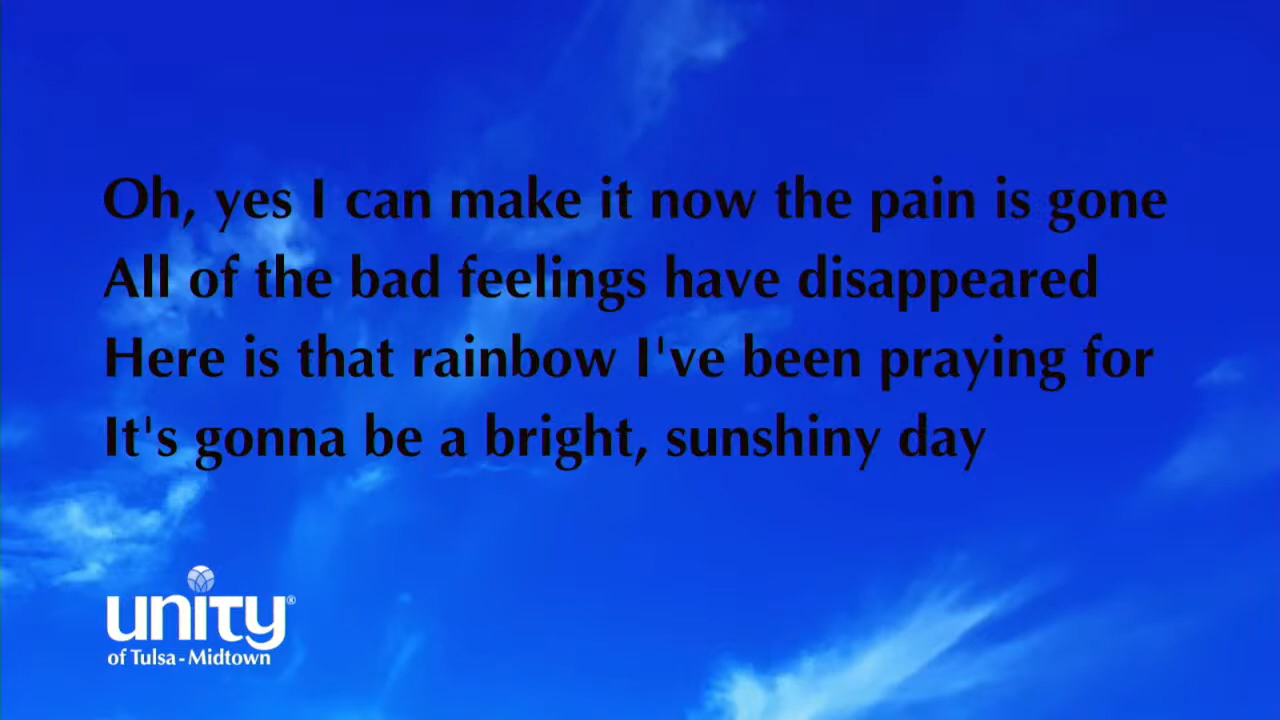 Oh, yes I can make it now the pain is gone
All of the bad feelings have disappeared
Here is that rainbow I've been praying for
It's gonna be a bright, sunshiny day
unity®
of Tulsa - Midtown